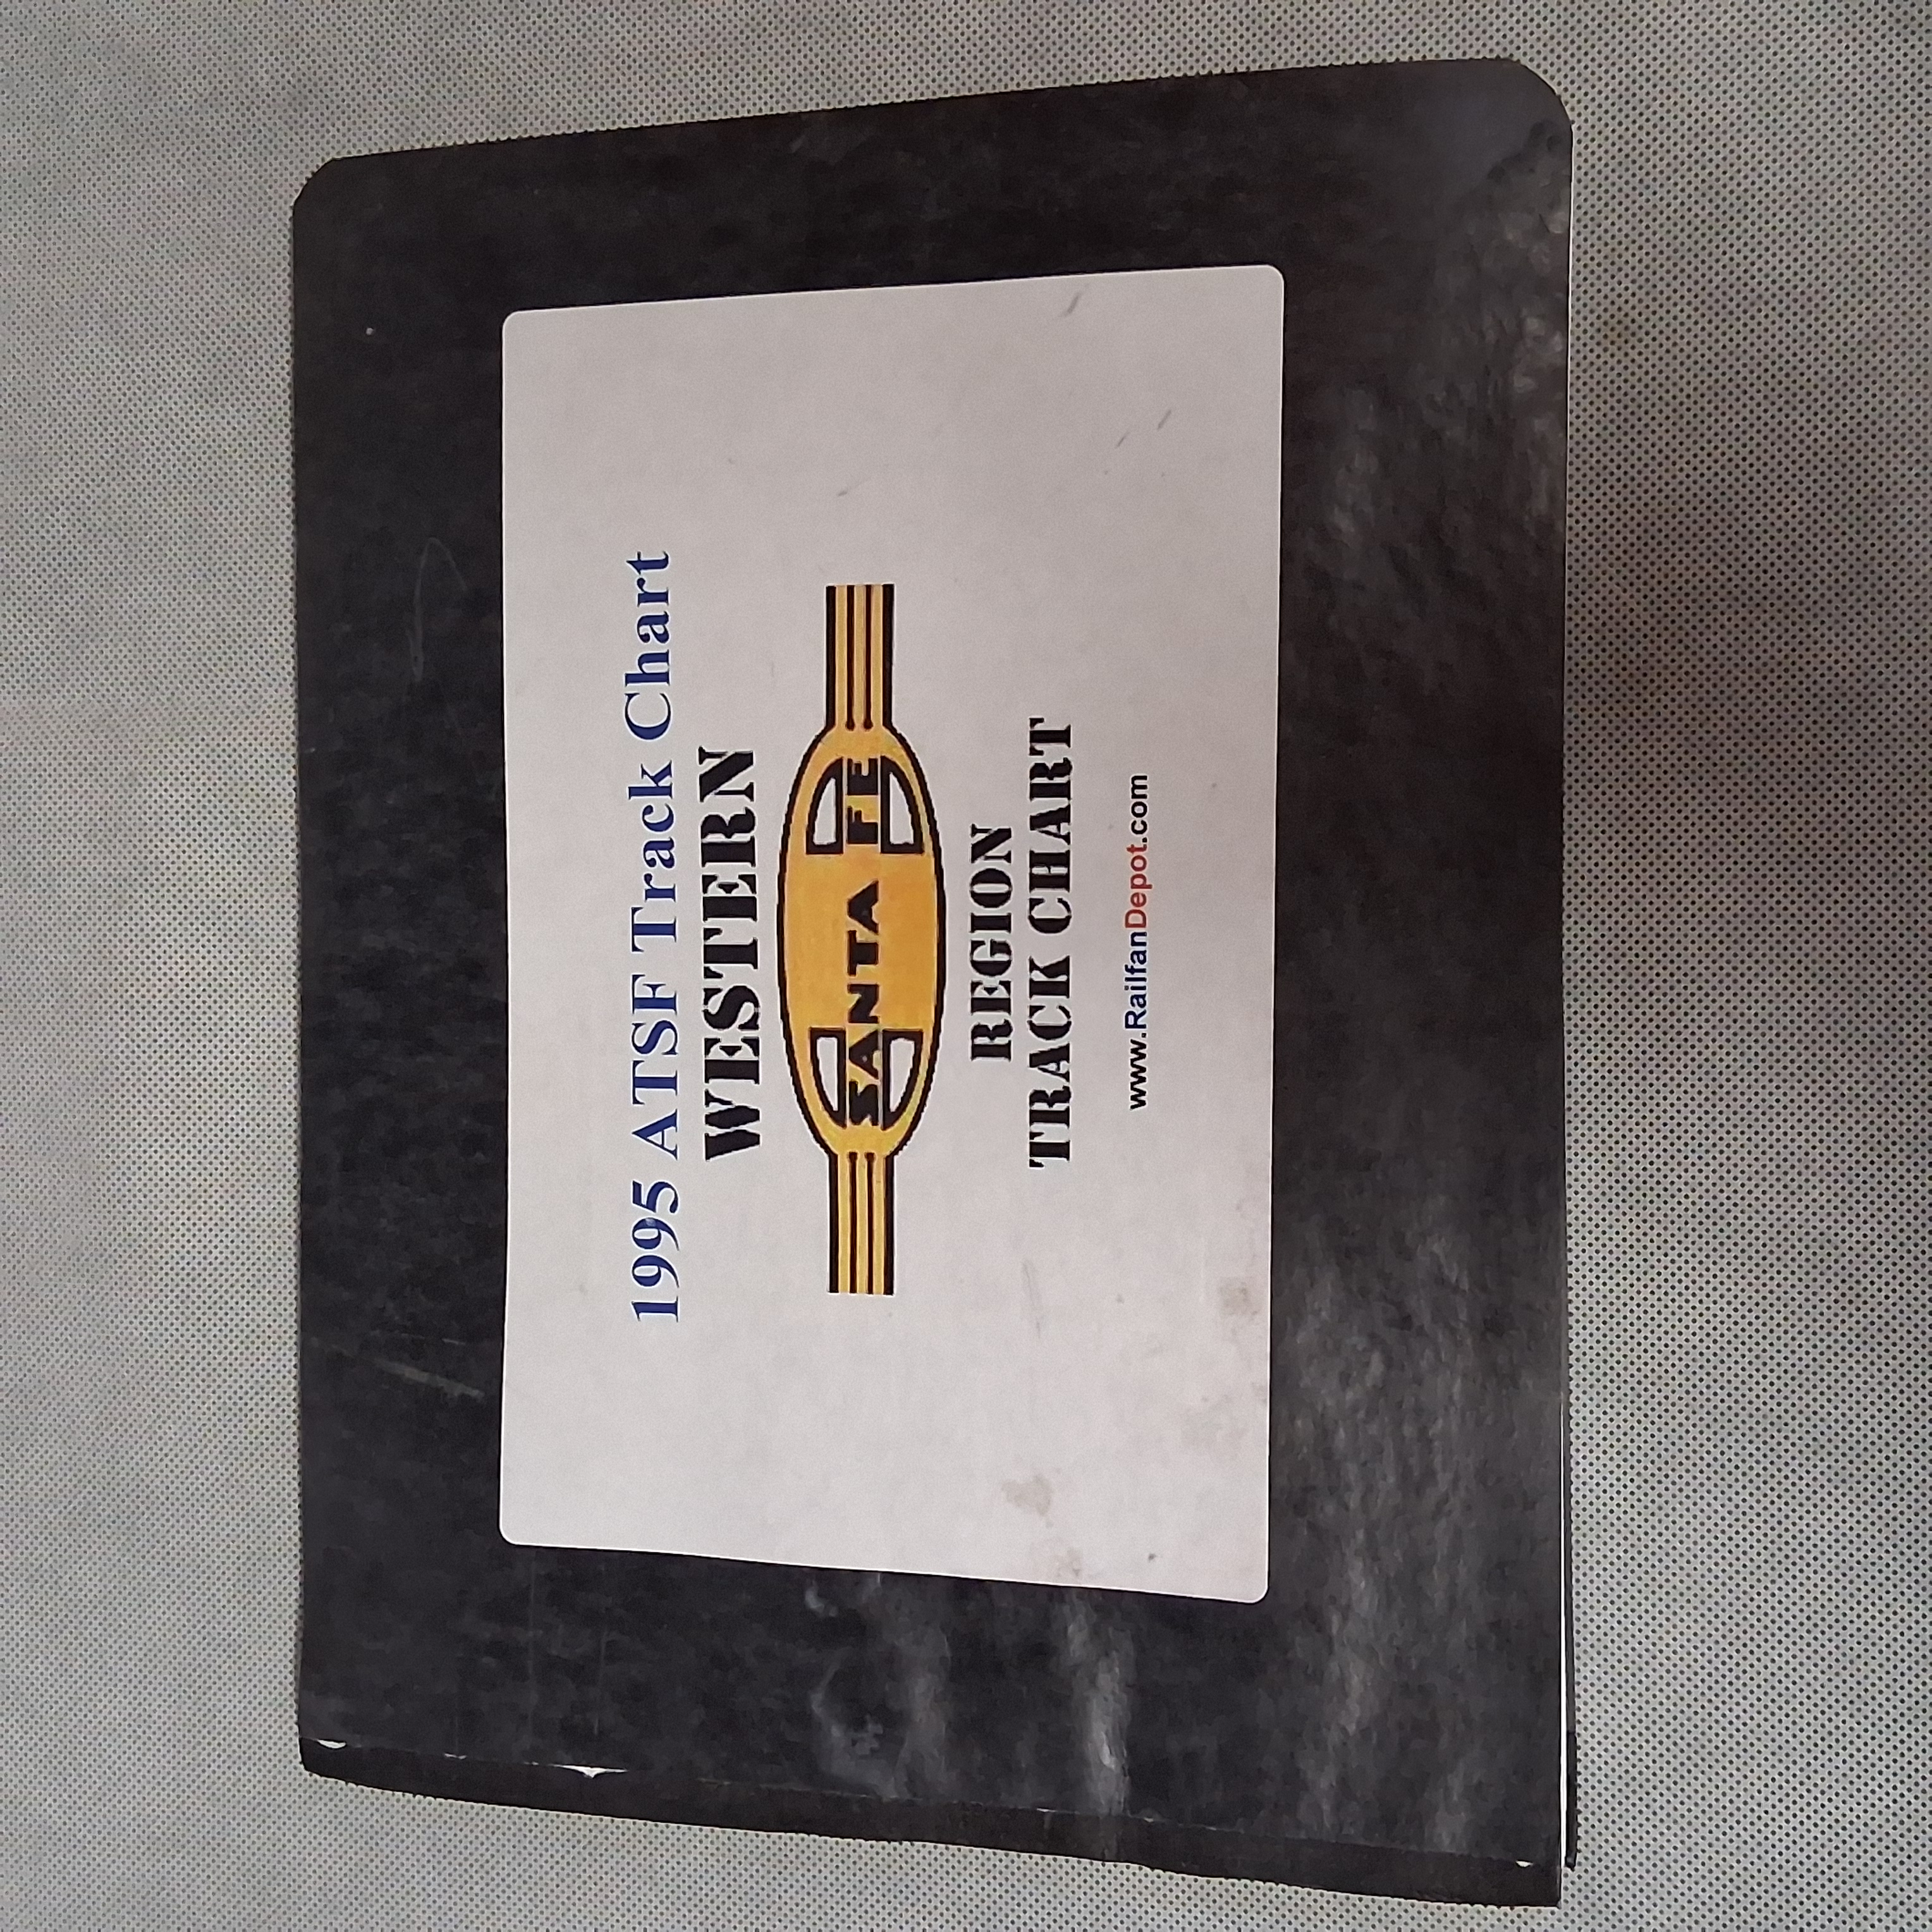 1995 ATSF Track Chart
WESTERN
SANTA FE
REGION
TRACK CHART
www.RailfanDepot.com